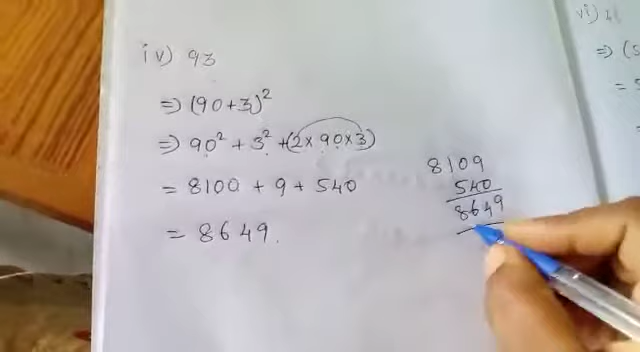 iv) 93
⇒ (90+3)²
⇒ 90² + 3² + (2 × 90 × 3)
= 8100 + 9 + 540
= 8649.
8109
540
8649
vi)
⇒ (5
=